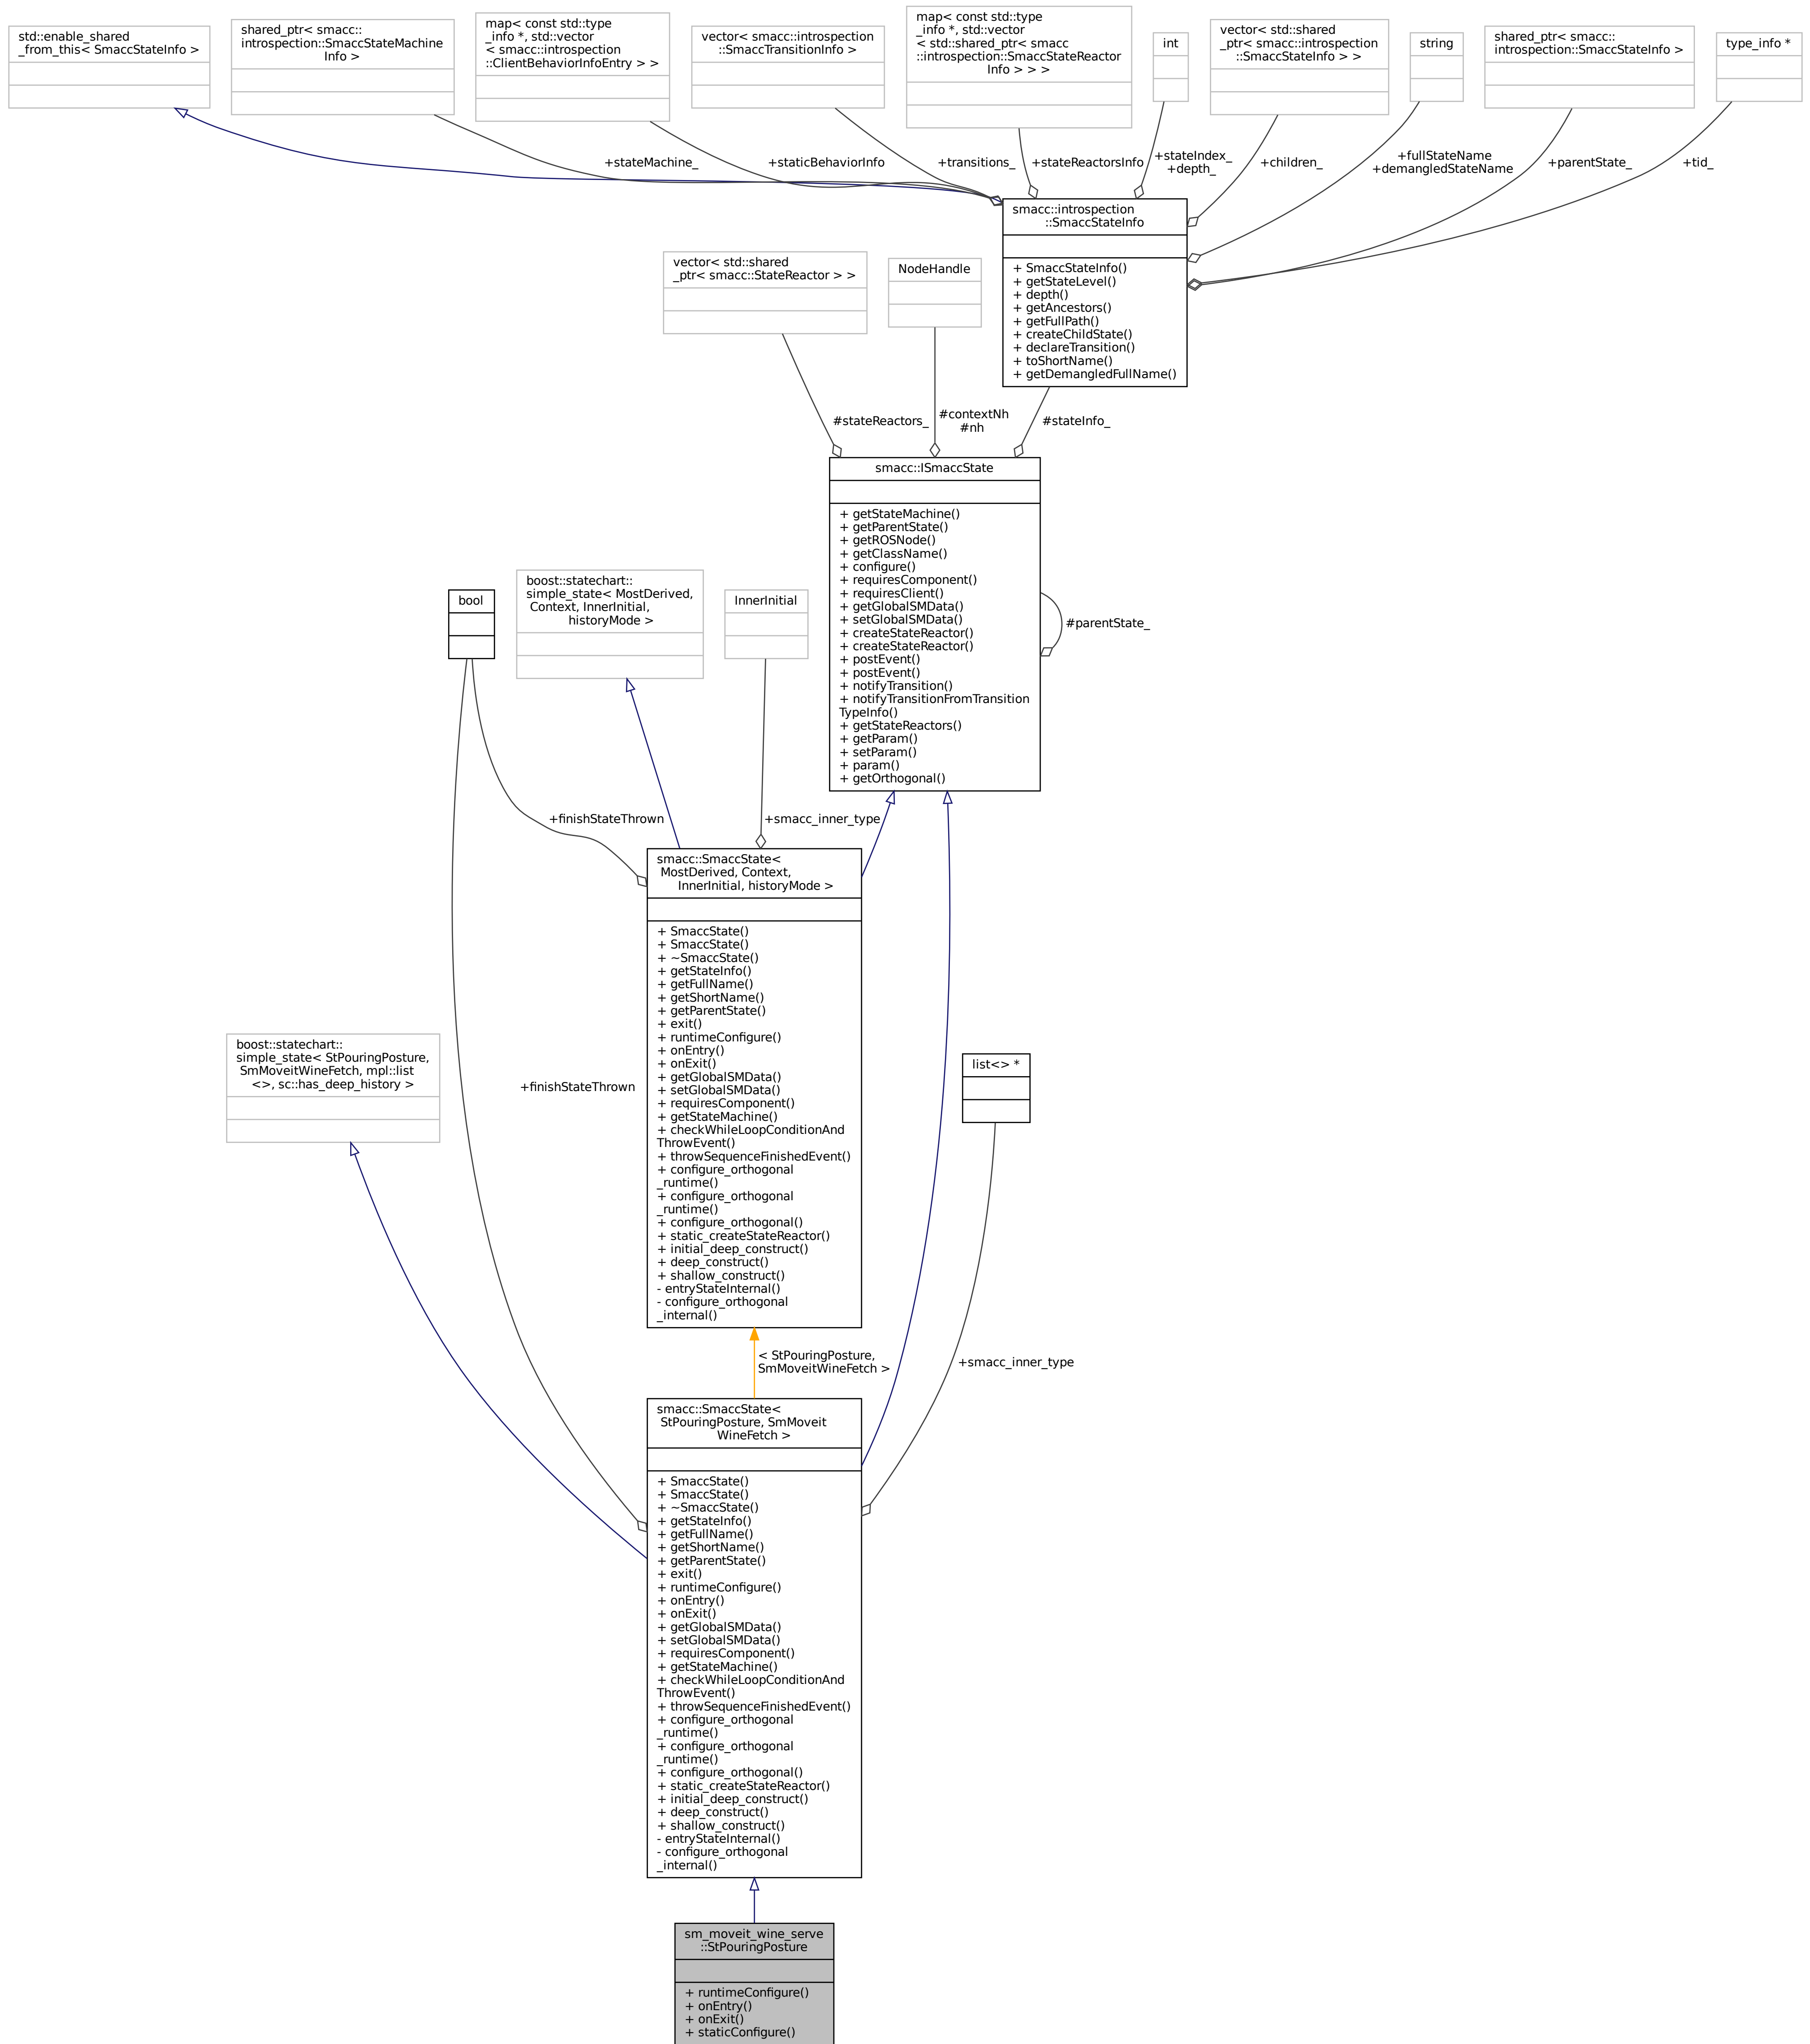 std::enable_shared
_from_this< SmaccStateInfo >
shared_ptr< smacc::
introspection::SmaccStateMachine
Info >
map< const std::type
_info *, std::vector
< smacc::introspection
::ClientBehaviorInfoEntry > >
vector< smacc::introspection
::SmaccTransitionInfo >
map< const std::type
_info *, std::vector
< std::shared_ptr< smacc
::introspection::SmaccStateReactor
Info > > >
int
vector< std::shared
_ptr< smacc::introspection
::SmaccStateInfo > >
string
shared_ptr< smacc::
introspection::SmaccStateInfo >
type_info *
+stateMachine_
+staticBehaviorInfo
+transitions_
+stateReactorsInfo
+stateIndex_
+depth_
+children_
+fullStateName
+demangledStateName
+parentState_
+tid_
smacc::introspection
::SmaccStateInfo
+ SmaccStateInfo()
+ getStateLevel()
+ depth()
+ getAncestors()
+ getFullPath()
+ createChildState()
+ declareTransition()
+ toShortName()
+ getDemangledFullName()
vector< std::shared
_ptr< smacc::StateReactor > >
NodeHandle
#stateReactors_
#contextNh
#nh
#stateInfo_
smacc::ISmaccState
+ getStateMachine()
+ getParentState()
+ getROSNode()
+ getClassName()
+ configure()
+ requiresComponent()
+ requiresClient()
+ getGlobalSMData()
+ setGlobalSMData()
+ createStateReactor()
+ createStateReactor()
+ postEvent()
+ postEvent()
+ notifyTransition()
+ notifyTransitionFromTransition
TypeInfo()
+ getStateReactors()
+ getParam()
+ setParam()
+ param()
+ getOrthogonal()
#parentState_
bool
boost::statechart::
simple_state< MostDerived,
Context, InnerInitial,
historyMode >
InnerInitial
+finishStateThrown
+smacc_inner_type
smacc::SmaccState<
MostDerived, Context,
InnerInitial, historyMode >
+ SmaccState()
+ SmaccState()
+ ~SmaccState()
+ getStateInfo()
+ getFullName()
+ getShortName()
+ getParentState()
+ exit()
+ runtimeConfigure()
+ onEntry()
+ onExit()
+ getGlobalSMData()
+ setGlobalSMData()
+ requiresComponent()
+ getStateMachine()
+ checkWhileLoopConditionAnd
ThrowEvent()
+ throwSequenceFinishedEvent()
+ configure_orthogonal
_runtime()
+ configure_orthogonal
_runtime()
+ configure_orthogonal()
+ static_createStateReactor()
+ initial_deep_construct()
+ deep_construct()
+ shallow_construct()
- entryStateInternal()
- configure_orthogonal
_internal()
boost::statechart::
simple_state< StPouringPosture,
SmMoveitWineFetch, mpl::list
<>, sc::has_deep_history >
+finishStateThrown
list<> *
< StPouringPosture,
SmMoveitWineFetch >
+smacc_inner_type
smacc::SmaccState<
StPouringPosture, SmMoveit
WineFetch >
+ SmaccState()
+ SmaccState()
+ ~SmaccState()
+ getStateInfo()
+ getFullName()
+ getShortName()
+ getParentState()
+ exit()
+ runtimeConfigure()
+ onEntry()
+ onExit()
+ getGlobalSMData()
+ setGlobalSMData()
+ requiresComponent()
+ getStateMachine()
+ checkWhileLoopConditionAnd
ThrowEvent()
+ throwSequenceFinishedEvent()
+ configure_orthogonal
_runtime()
+ configure_orthogonal
_runtime()
+ configure_orthogonal()
+ static_createStateReactor()
+ initial_deep_construct()
+ deep_construct()
+ shallow_construct()
- entryStateInternal()
- configure_orthogonal
_internal()
sm_moveit_wine_serve
::StPouringPosture
+ runtimeConfigure()
+ onEntry()
+ onExit()
+ staticConfigure()